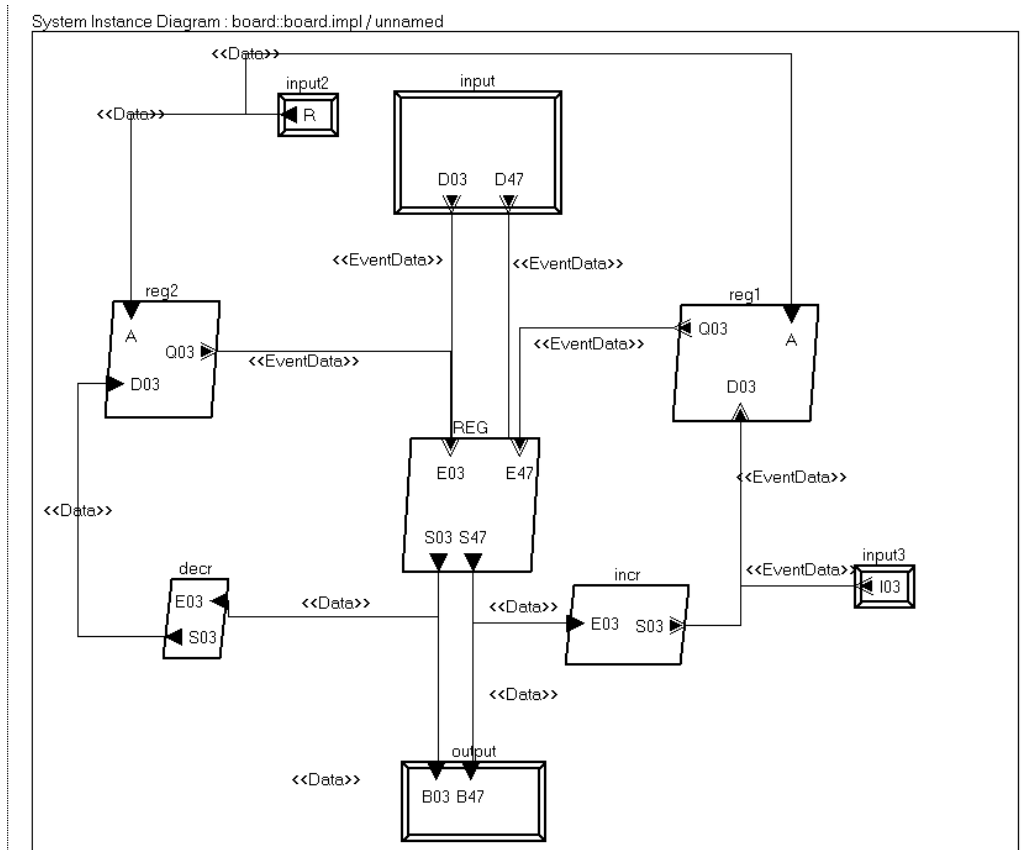 System Instance Diagram : board::board.impl / unnamed
<<Data>>
input2
input
<<Data>>
R
D03 D47
<<EventData>>
<<EventData>>
reg2
reg1
A
Q03
<<EventData>>
D03
Q03
A
<<EventData>>
D03
REG
E03
E47
<<EventData>>
<<Data>>
S03 S47
decr
incr
input3
<<EventData>>
I03
E03
S03
<<Data>>
<<Data>>
E03
S03
<<Data>>
output
<<Data>>
B03 B47